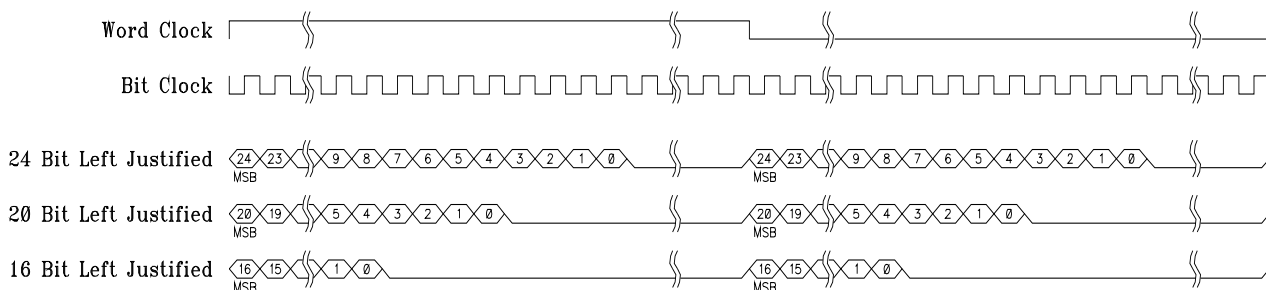 Word Clock
Bit Clock
24 Bit Left Justified 24 23 9 8 7 6 5 4 3 2 1 0 24 23 9 8 7 6 5 4 3 2 1 0
MSB MSB
20 Bit Left Justified 20 19 5 4 3 2 1 0 20 19 5 4 3 2 1 0
MSB MSB
16 Bit Left Justified 16 15 1 0 16 15 1 0
MSB MSB